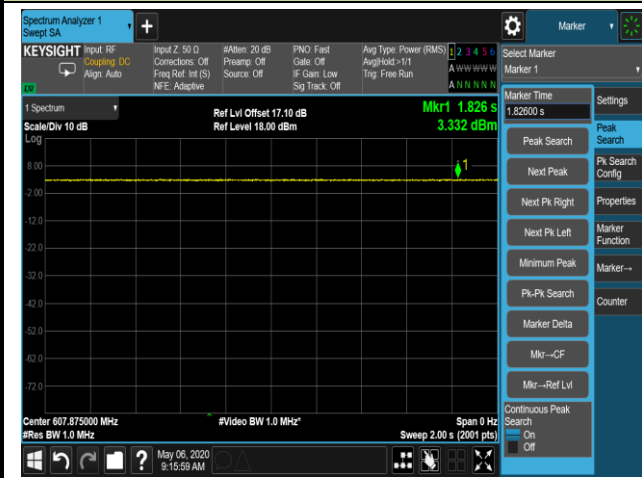 Spectrum Analyzer 1
Swept SA
+
Marker
KEYSIGHT
Input: RF
Coupling: DC
Align: Auto
Input Z: 50 Ω
Corrections: Off
Freq Ref: Int (S)
NFE: Adaptive
#Atten: 20 dB
Preamp: Off
Source: Off
PNO: Fast
Gate: Off
IF Gain: Low
Sig Track: Off
Avg Type: Power (RMS)
Avg|Hold:>1/1
Trig: Free Run
1 2 3 4 5 6
A W W W W W
A N N N N N
Select Marker
Marker 1
1 Spectrum
Scale/Div 10 dB
Log
Ref Lvl Offset 17.10 dB
Ref Level 18.00 dBm
Mkr1 1.826 s
3.332 dBm
8.00
-2.00
-12.0
-22.0
-32.0
-42.0
-52.0
-62.0
-72.0
1
Center 607.875000 MHz
#Res BW 1.0 MHz
#Video BW 1.0 MHz*
Span 0 Hz
Sweep 2.00 s (2001 pts)
Marker Time
1.82600 s
Peak Search
Next Peak
Next Pk Right
Next Pk Left
Minimum Peak
Pk-Pk Search
Marker Delta
Mkr→CF
Mkr→Ref Lvl
Continuous Peak
Search
On
Off
Settings
Peak
Search
Pk Search
Config
Properties
Marker
Function
Marker→
Counter
?
May 06, 2020
9:15:59 AM